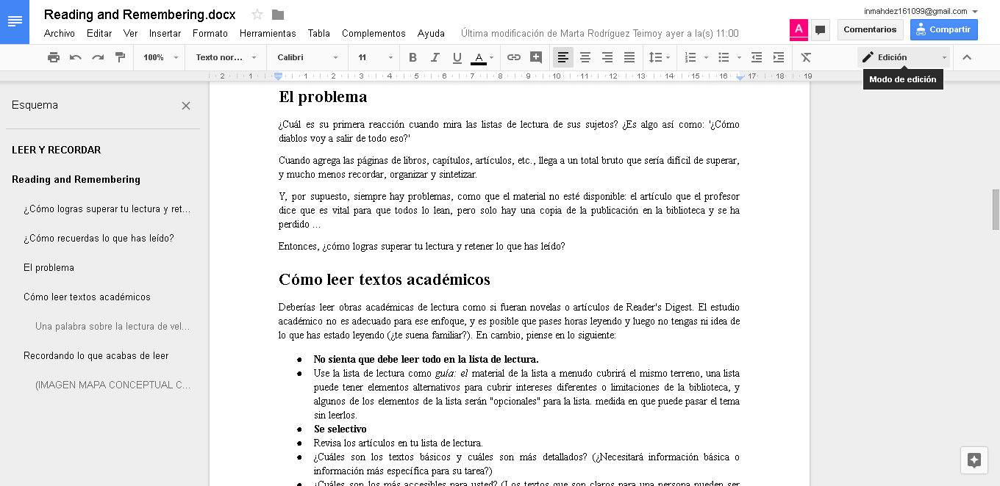 Reading and Remembering.docx
inmahdez161099@gmail.com
Archivo Editar Ver Insertar Formato Herramientas Tabla Complementos Ayuda Última modificación de Marta Rodríguez Teimoy ayer a la(s) 11:00
A
Comentarios
Compartir
100% Texto nor... Calibri 11 B I U A Edición
2 1 1 2 3 4 5 6 7 8 9 10 11 12 13 14 15 16 17 18 19
Modo de edición
Esquema
LEER Y RECORDAR
Reading and Remembering
¿Cómo logras superar tu lectura y ret...
¿Cómo recuerdas lo que has leído?
El problema
Cómo leer textos académicos
Una palabra sobre la lectura de vel...
Recordando lo que acabas de leer
(IMAGEN MAPA CONCEPTUAL C...
El problema
¿Cuál es su primera reacción cuando mira las listas de lectura de sus sujetos? ¿Es algo así como: '¿Cómo
diablos voy a salir de todo eso?'
Cuando agrega las páginas de libros, capítulos, artículos, etc., llega a un total bruto que sería difícil de superar,
y mucho menos recordar, organizar y sintetizar.
Y, por supuesto, siempre hay problemas, como que el material no esté disponible: el artículo que el profesor
dice que es vital para que todos lo lean, pero solo hay una copia de la publicación en la biblioteca y se ha
perdido ...
Entonces, ¿cómo logras superar tu lectura y retener lo que has leído?
Cómo leer textos académicos
Deberías leer obras académicas de lectura como si fueran novelas o artículos de Reader's Digest. El estudio
académico no es adecuado para ese enfoque, y es posible que pases horas leyendo y luego no tengas ni idea de
lo que has estado leyendo (¿te suena familiar?). En cambio, piense en lo siguiente:
● No sienta que debe leer todo en la lista de lectura.
● Use la lista de lectura como guía: el material de la lista a menudo cubrirá el mismo terreno, una lista
puede tener elementos alternativos para cubrir intereses diferentes o limitaciones de la biblioteca, y
algunos de los elementos de la lista serán "opcionales" para la lista. medida en que puede pasar el tema
sin leerlos.
● Se selectivo
● Revisa los artículos en tu lista de lectura.
● ¿Cuáles son los textos básicos y cuáles son más detallados? (¿Necesitará información básica o
información más específica para su tarea?)
● ¿Cuáles son los más accesibles para usted? (Los textos que son claros para una persona pueden ser